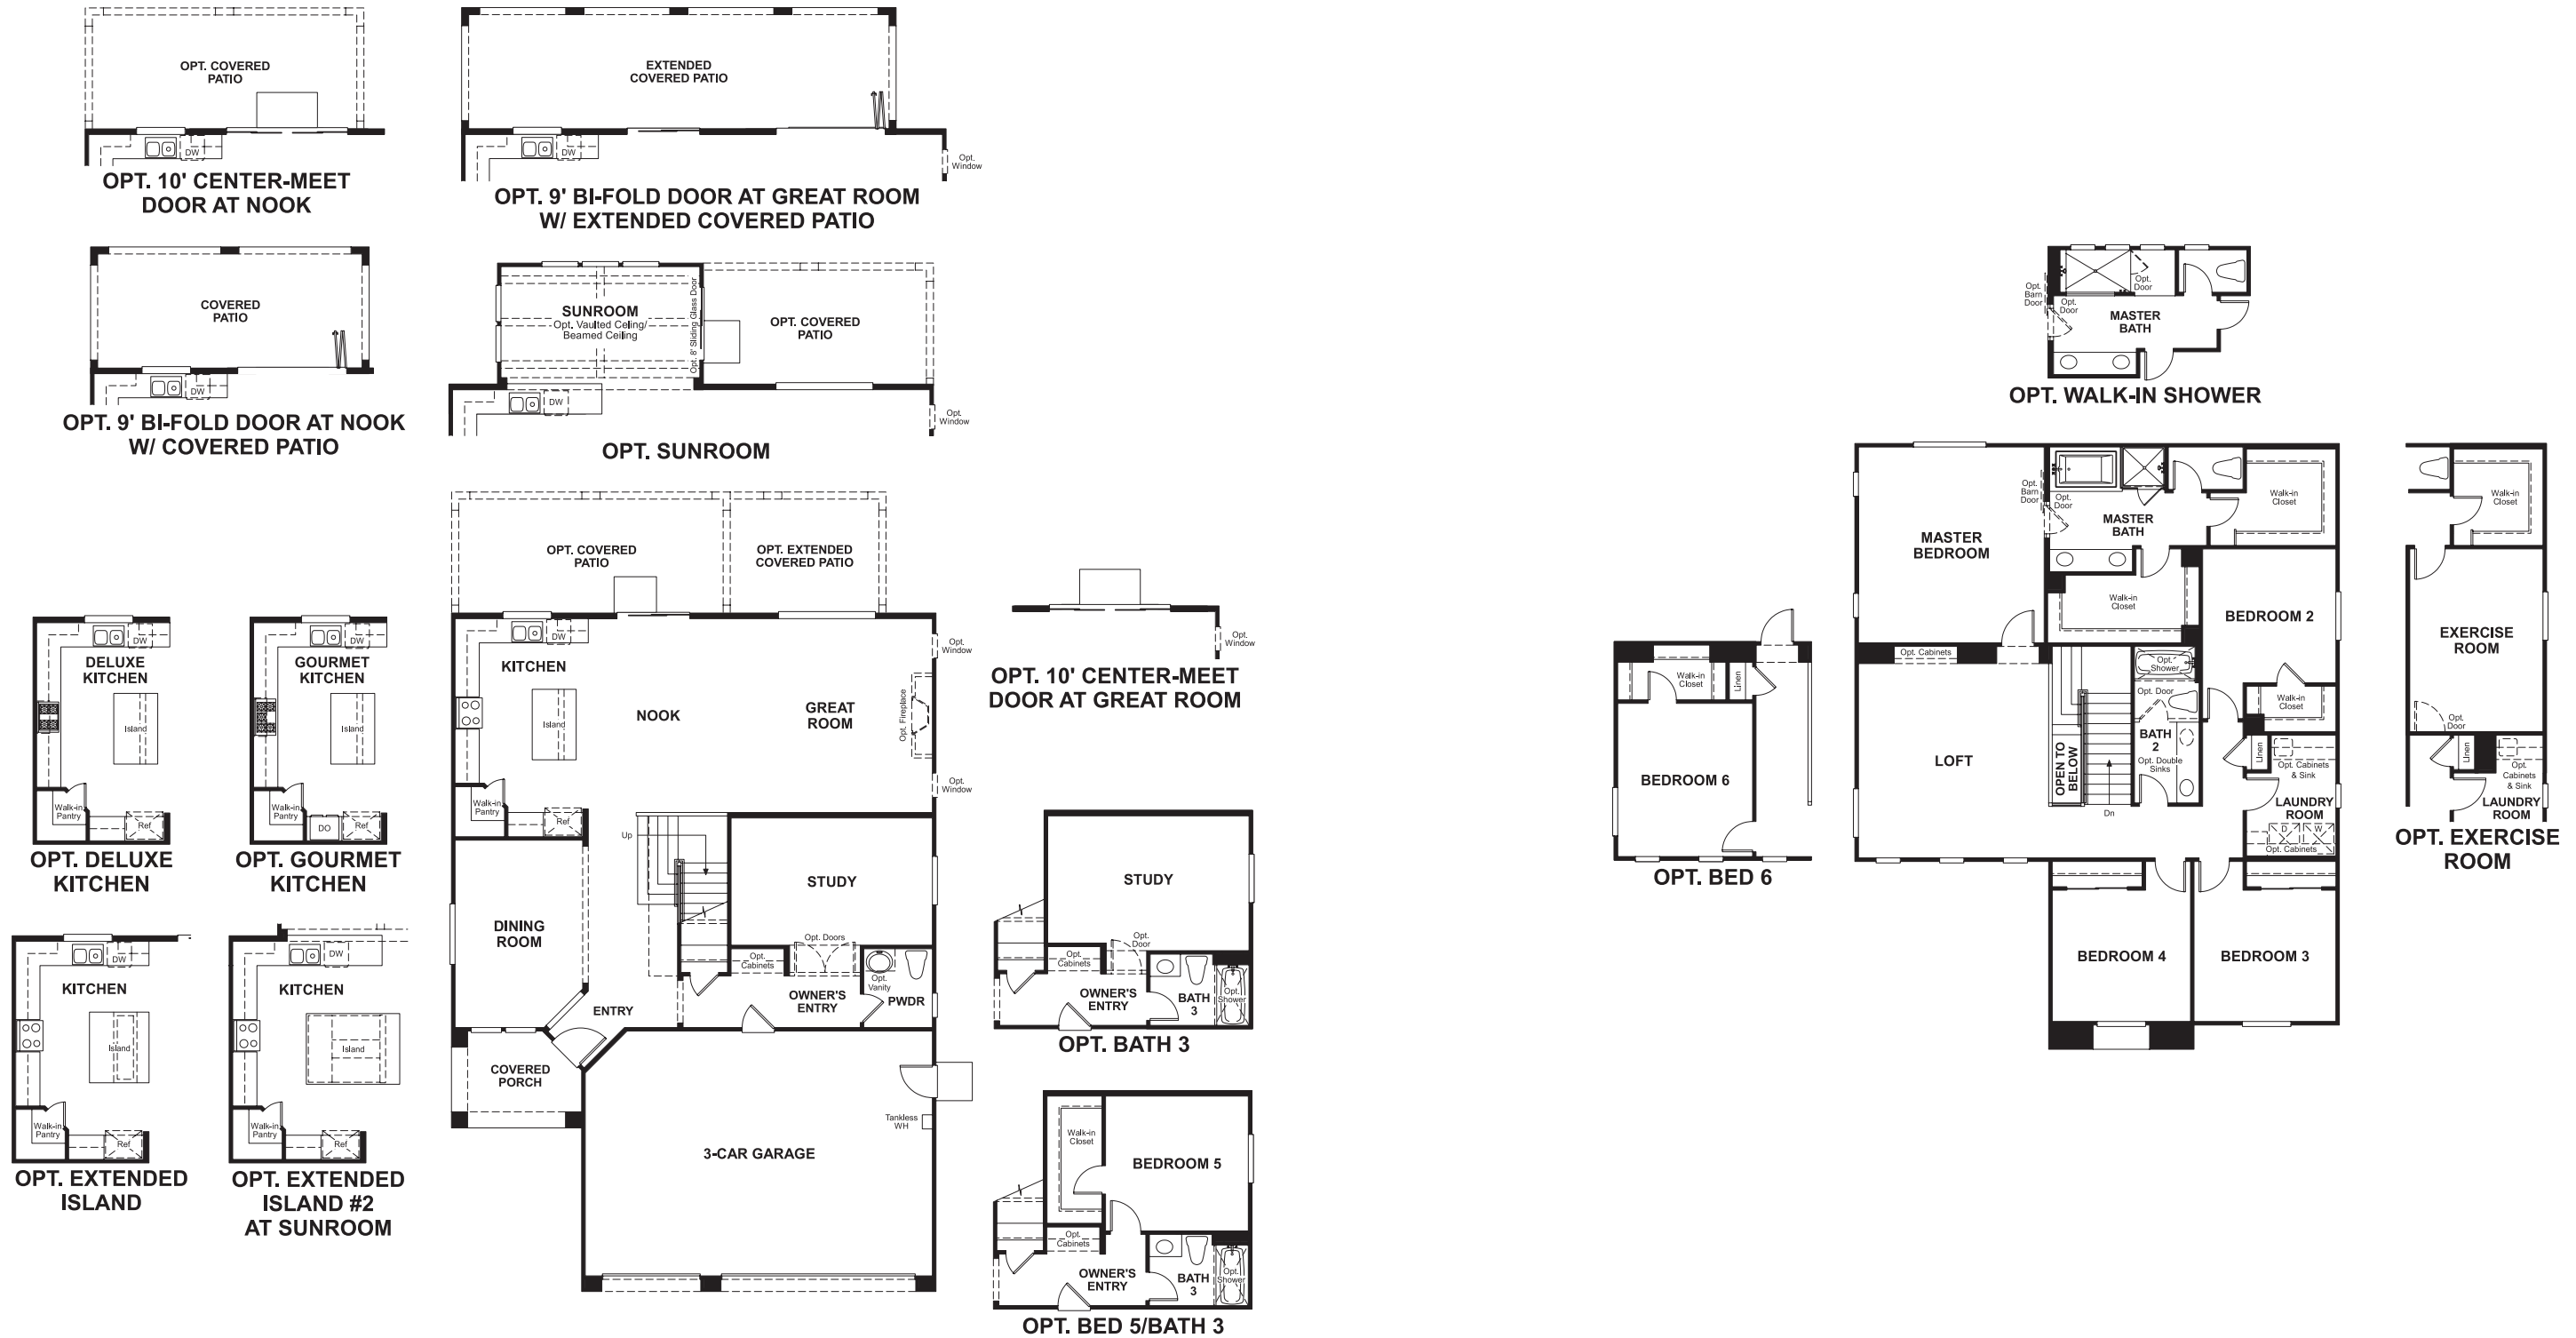 OPT. COVERED
PATIO
DW
OPT. 10' CENTER-MEET
DOOR AT NOOK
EXTENDED
COVERED PATIO
DW
Opt.
Window
OPT. 9' BI-FOLD DOOR AT GREAT ROOM
W/ EXTENDED COVERED PATIO
COVERED
PATIO
DW
OPT. 9' BI-FOLD DOOR AT NOOK
W/ COVERED PATIO
SUNROOM
Opt. Vaulted Celing/
Beamed Ceiling
Opt. 8' Sliding Glass Door
OPT. COVERED
PATIO
DW
Opt.
Window
OPT. SUNROOM
DW
DELUXE
KITCHEN
Island
Walk-in
Pantry
Ref
OPT. DELUXE
KITCHEN
DW
GOURMET
KITCHEN
Island
Walk-in
Pantry
DO
Ref
OPT. GOURMET
KITCHEN
DW
KITCHEN
Island
Walk-in
Pantry
Ref
OPT. EXTENDED
ISLAND
DW
KITCHEN
Island
Walk-in
Pantry
Ref
OPT. EXTENDED
ISLAND #2
AT SUNROOM
OPT. COVERED
PATIO
OPT. EXTENDED
COVERED PATIO
DW
KITCHEN
Island
NOOK
GREAT
ROOM
Opt.
Window
Opt. Fireplace
Opt.
Window
Walk-in
Pantry
Ref
Up
STUDY
DINING
ROOM
Opt. Doors
Opt.
Cabinets
Opt.
Vanity
OWNER'S
ENTRY
PWDR
ENTRY
COVERED
PORCH
Tankless
WH
3-CAR GARAGE
Opt.
Window
OPT. 10' CENTER-MEET
DOOR AT GREAT ROOM
STUDY
Opt.
Door
Opt.
Cabinets
OWNER'S
ENTRY
BATH
3
Opt.
Shower
OPT. BATH 3
Walk-in
Closet
BEDROOM 5
Opt.
Cabinets
OWNER'S
ENTRY
BATH
3
Opt.
Shower
OPT. BED 5/BATH 3
Walk-in
Closet
Linen
BEDROOM 6
OPT. BED 6
Opt.
Barn
Door
Opt.
Door
Opt.
Door
MASTER
BATH
OPT. WALK-IN SHOWER
MASTER
BEDROOM
Opt.
Barn
Door
Opt.
Door
MASTER
BATH
Walk-in
Closet
Walk-in
Closet
BEDROOM 2
Opt. Cabinets
Opt.
Shower
Opt. Door
Walk-in
Closet
LOFT
OPEN TO
BELOW
BATH
2
Opt. Double
Sinks
Linen
Opt. Cabinets
& Sink
Dn
LAUNDRY
ROOM
D
W
Opt. Cabinets
BEDROOM 4
BEDROOM 3
Walk-in
Closet
EXERCISE
ROOM
Opt.
Door
Linen
Opt.
Cabinets
& Sink
LAUNDRY
ROOM
OPT. EXERCISE
ROOM